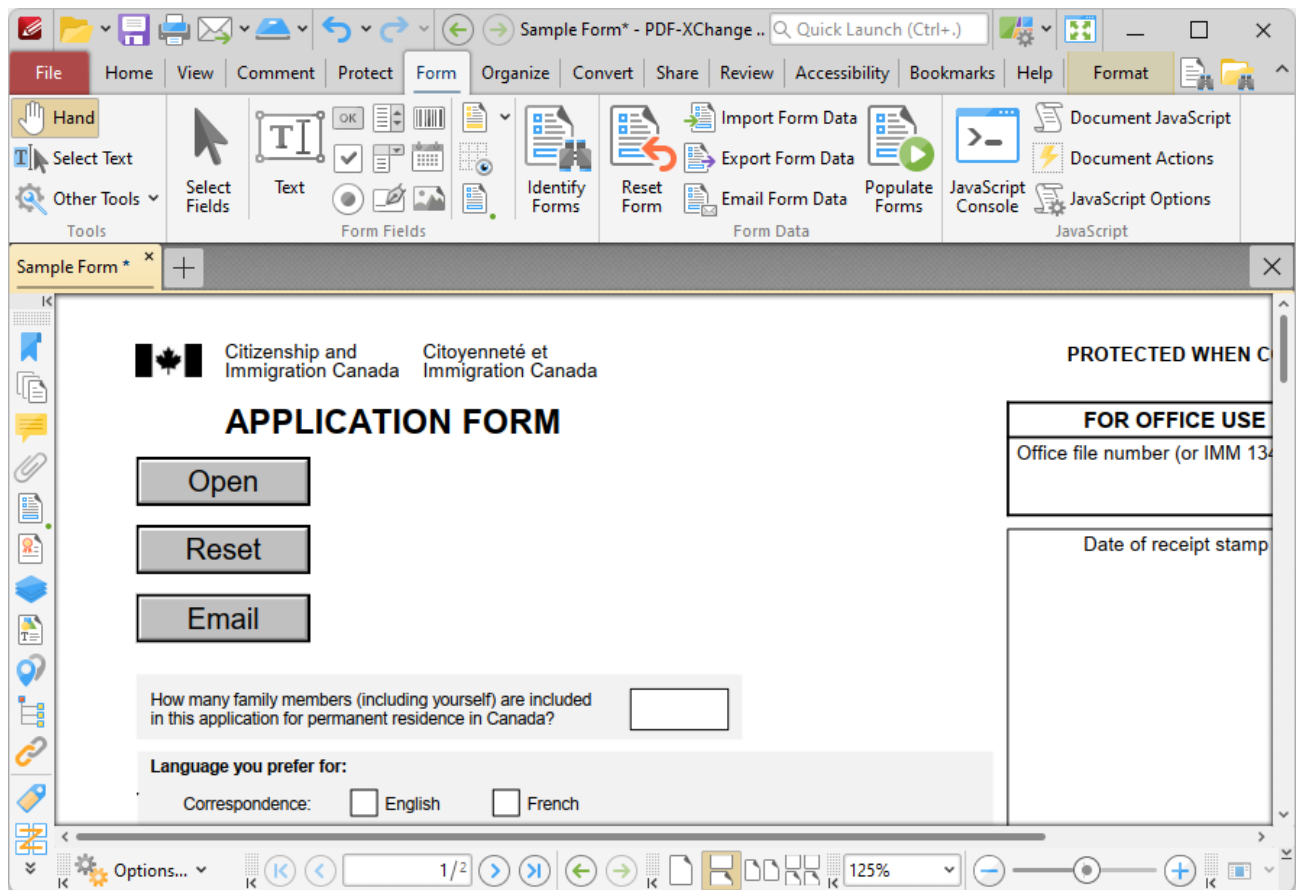 Sample Form* - PDF-XChange .. Quick Launch (Ctrl+.)
File Home View Comment Protect Form Organize Convert Share Review Accessibility Bookmarks Help Format
Hand
Select Text
Other Tools
Tools
Select Fields
Text
OK
Form Fields
Identify Forms
Reset Form
Import Form Data
Export Form Data
Email Form Data
Populate Forms
Form Data
JavaScript Console
Document JavaScript
Document Actions
JavaScript Options
JavaScript
Sample Form *
Citizenship and Immigration Canada
Citoyenneté et Immigration Canada
PROTECTED WHEN C
APPLICATION FORM
FOR OFFICE USE
Office file number (or IMM 134
Open
Reset
Date of receipt stamp
Email
How many family members (including yourself) are included
in this application for permanent residence in Canada?
Language you prefer for:
Correspondence: English French
Options... 1/2 125%